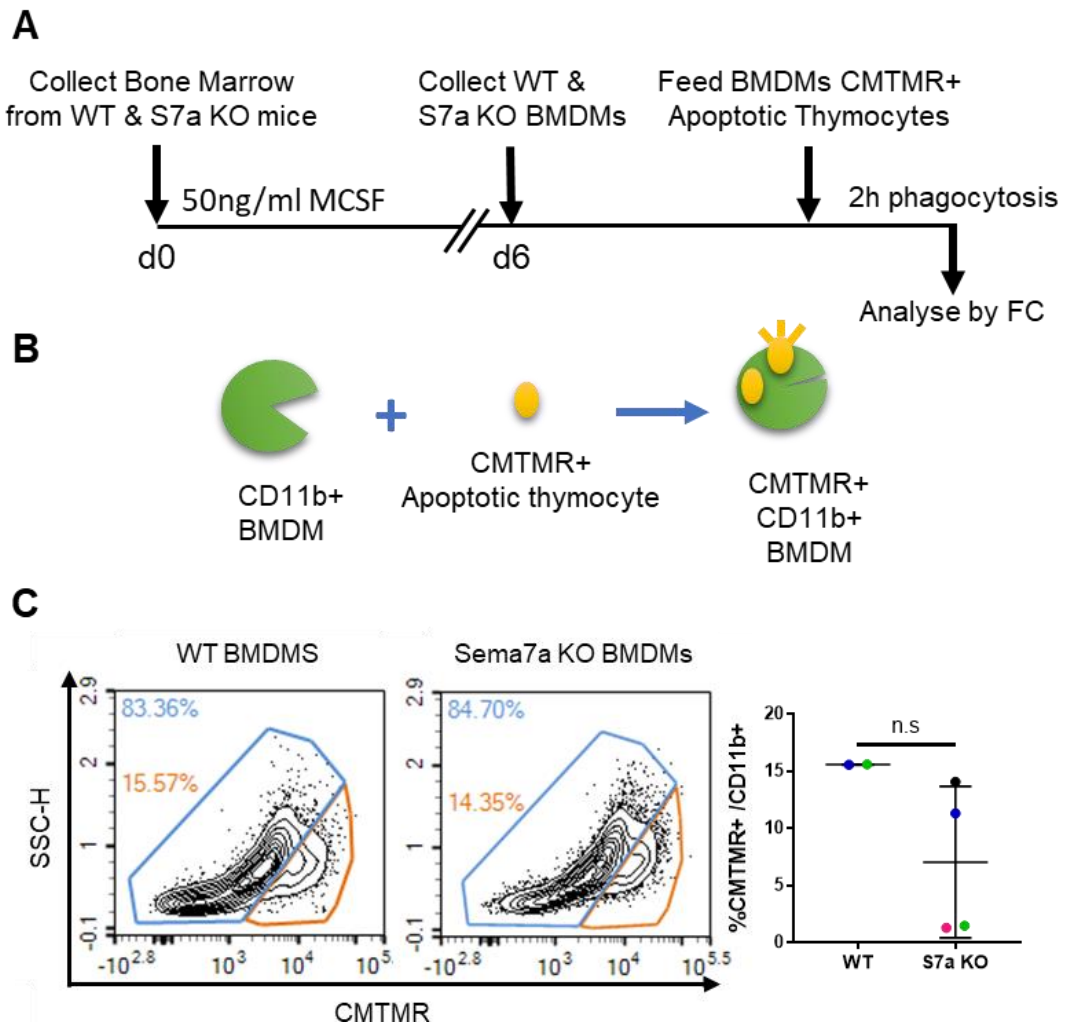 A
Collect Bone Marrow
from WT & S7a KO mice
Collect WT &
S7a KO BMDMs
Feed BMDMs CMTMR+
Apoptotic Thymocytes
50ng/ml MCSF
2h phagocytosis
d0
d6
Analyse by FC
B
+
CD11b+
BMDM
CMTMR+
Apoptotic thymocyte
CMTMR+
CD11b+
BMDM
C
WT BMDMS
Sema7a KO BMDMs
SSC-H
2.9
2
1
-0.1
83.36%
15.57%
-10^2.8 10^3 10^4 10^5.
2.9
2
1
-0.1
84.70%
14.35%
-10^2.8 10^3 10^4 10^5.5
CMTMR
%CMTMR+ /CD11b+
20
15
10
5
0
n.s
WT
S7a KO